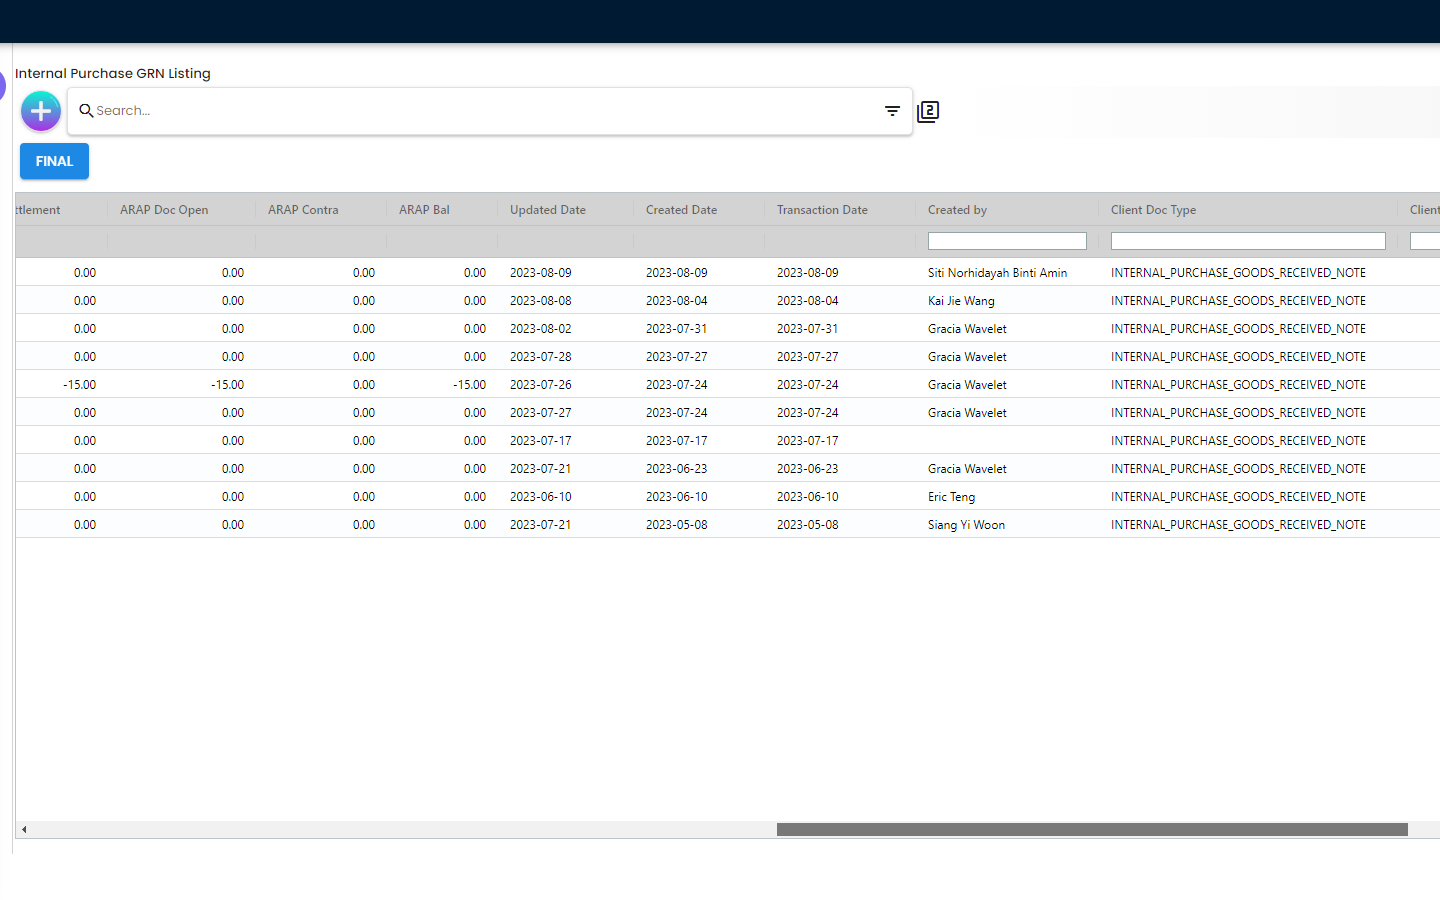 Internal Purchase GRN Listing
Search...
2
FINAL
ttlement ARAP Doc Open ARAP Contra ARAP Bal Updated Date Created Date Transaction Date Created by Client Doc Type Client
0.00 0.00 0.00 0.00 2023-08-09 2023-08-09 2023-08-09 Siti Norhidayah Binti Amin INTERNAL_PURCHASE_GOODS_RECEIVED_NOTE
0.00 0.00 0.00 0.00 2023-08-08 2023-08-04 2023-08-04 Kai Jie Wang INTERNAL_PURCHASE_GOODS_RECEIVED_NOTE
0.00 0.00 0.00 0.00 2023-08-02 2023-07-31 2023-07-31 Gracia Wavelet INTERNAL_PURCHASE_GOODS_RECEIVED_NOTE
0.00 0.00 0.00 0.00 2023-07-28 2023-07-27 2023-07-27 Gracia Wavelet INTERNAL_PURCHASE_GOODS_RECEIVED_NOTE
-15.00 -15.00 0.00 -15.00 2023-07-26 2023-07-24 2023-07-24 Gracia Wavelet INTERNAL_PURCHASE_GOODS_RECEIVED_NOTE
0.00 0.00 0.00 0.00 2023-07-27 2023-07-24 2023-07-24 Gracia Wavelet INTERNAL_PURCHASE_GOODS_RECEIVED_NOTE
0.00 0.00 0.00 0.00 2023-07-17 2023-07-17 2023-07-17 INTERNAL_PURCHASE_GOODS_RECEIVED_NOTE
0.00 0.00 0.00 0.00 2023-07-21 2023-06-23 2023-06-23 Gracia Wavelet INTERNAL_PURCHASE_GOODS_RECEIVED_NOTE
0.00 0.00 0.00 0.00 2023-06-10 2023-06-10 2023-06-10 Eric Teng INTERNAL_PURCHASE_GOODS_RECEIVED_NOTE
0.00 0.00 0.00 0.00 2023-07-21 2023-05-08 2023-05-08 Siang Yi Woon INTERNAL_PURCHASE_GOODS_RECEIVED_NOTE